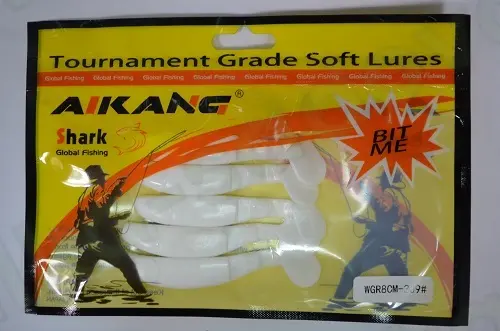 Tournament Grade Soft Lures
Global Fishing Global Fishing Global Fishing Global Fishing Global Fishing Global Fishing Global Fishing Global Fishing
AIKANG®
Shark
Global Fishing
BIT
ME